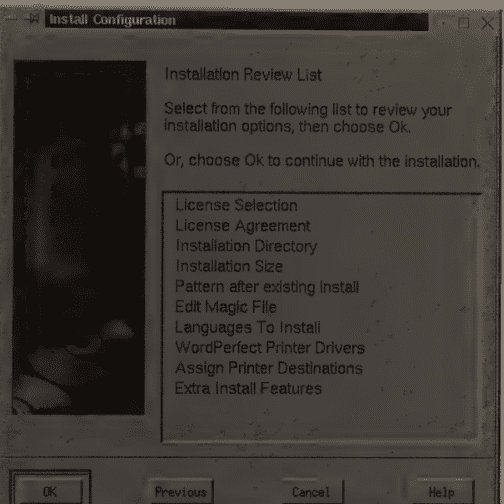 Install Configuration
Installation Review List
Select from the following list to review your
installation options, then choose Ok.
Or, choose Ok to continue with the installation.
License Selection
License Agreement
Installation Directory
Installation Size
Pattern after existing install
Edit Magic File
Languages To Install
WordPerfect Printer Drivers
Assign Printer Destinations
Extra Install Features
OK
Previous
Cancel
Help